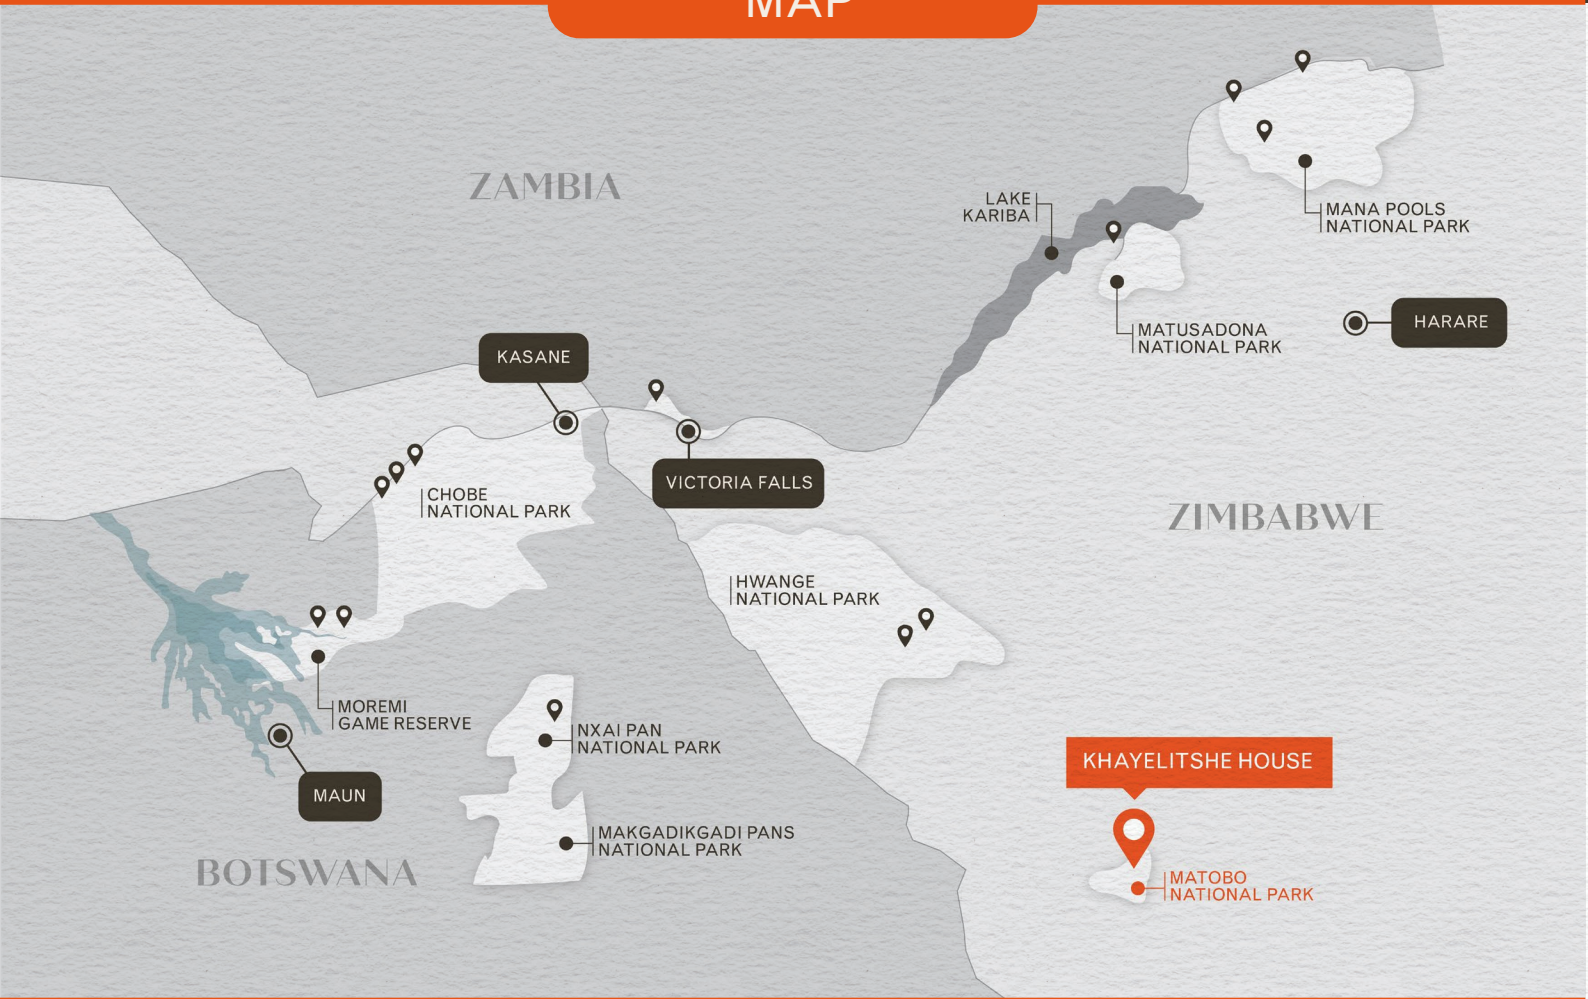 MAP
ZAMBIA
LAKE
KARIBA
MANA POOLS
NATIONAL PARK
MATUSADONA
NATIONAL PARK
HARARE
KASANE
VICTORIA FALLS
CHOBE
NATIONAL PARK
ZIMBABWE
HWANGE
NATIONAL PARK
MOREMI
GAME RESERVE
NXAI PAN
NATIONAL PARK
MAUN
KHAYELITSHE HOUSE
MAKGADIKGADI PANS
NATIONAL PARK
BOTSWANA
MATOBO
NATIONAL PARK